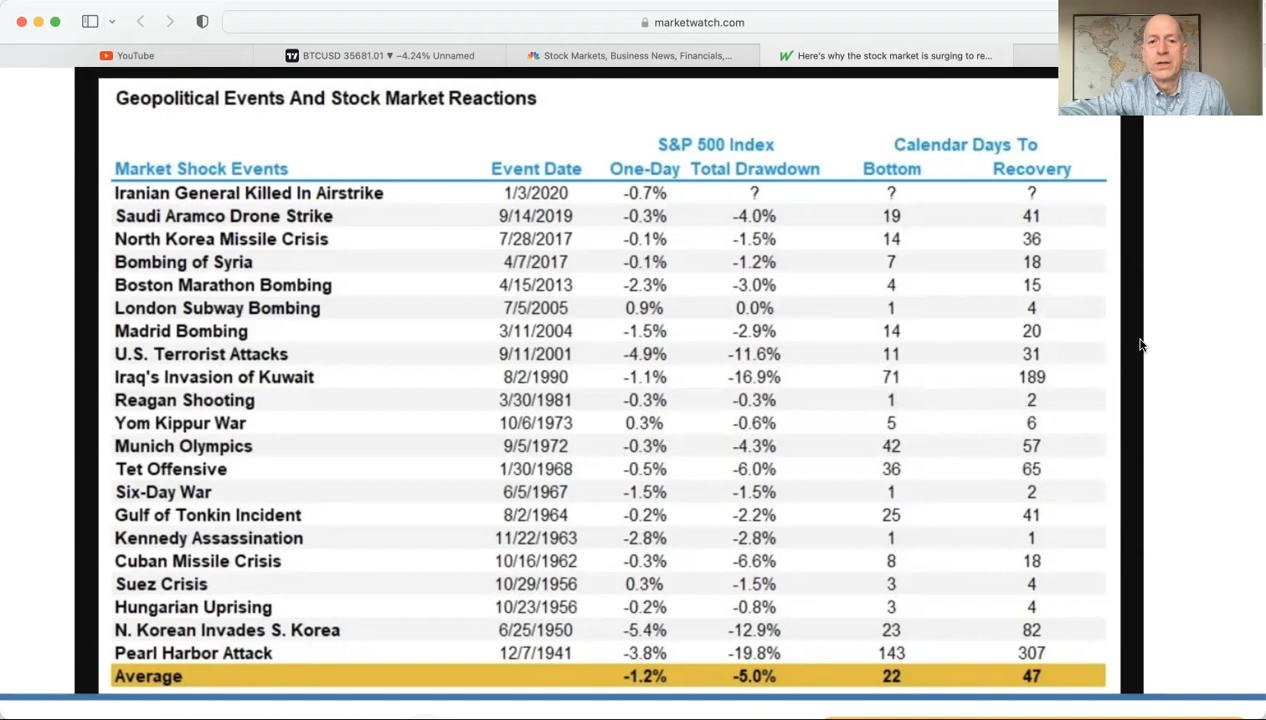 marketwatch.com
YouTube
BTCUSD 35681.01 ▼ −4.24% Unnamed
Stock Markets, Business News, Financials,...
Here's why the stock market is surging to re...
Geopolitical Events And Stock Market Reactions
S&P 500 Index Calendar Days To
Market Shock Events Event Date One-Day Total Drawdown Bottom Recovery
Iranian General Killed In Airstrike 1/3/2020 -0.7% ? ? ?
Saudi Aramco Drone Strike 9/14/2019 -0.3% -4.0% 19 41
North Korea Missile Crisis 7/28/2017 -0.1% -1.5% 14 36
Bombing of Syria 4/7/2017 -0.1% -1.2% 7 18
Boston Marathon Bombing 4/15/2013 -2.3% -3.0% 4 15
London Subway Bombing 7/5/2005 0.9% 0.0% 1 4
Madrid Bombing 3/11/2004 -1.5% -2.9% 14 20
U.S. Terrorist Attacks 9/11/2001 -4.9% -11.6% 11 31
Iraq's Invasion of Kuwait 8/2/1990 -1.1% -16.9% 71 189
Reagan Shooting 3/30/1981 -0.3% -0.3% 1 2
Yom Kippur War 10/6/1973 0.3% -0.6% 5 6
Munich Olympics 9/5/1972 -0.3% -4.3% 42 57
Tet Offensive 1/30/1968 -0.5% -6.0% 36 65
Six-Day War 6/5/1967 -1.5% -1.5% 1 2
Gulf of Tonkin Incident 8/2/1964 -0.2% -2.2% 25 41
Kennedy Assassination 11/22/1963 -2.8% -2.8% 1 1
Cuban Missile Crisis 10/16/1962 -0.3% -6.6% 8 18
Suez Crisis 10/29/1956 0.3% -1.5% 3 4
Hungarian Uprising 10/23/1956 -0.2% -0.8% 3 4
N. Korean Invades S. Korea 6/25/1950 -5.4% -12.9% 23 82
Pearl Harbor Attack 12/7/1941 -3.8% -19.8% 143 307
Average -1.2% -5.0% 22 47